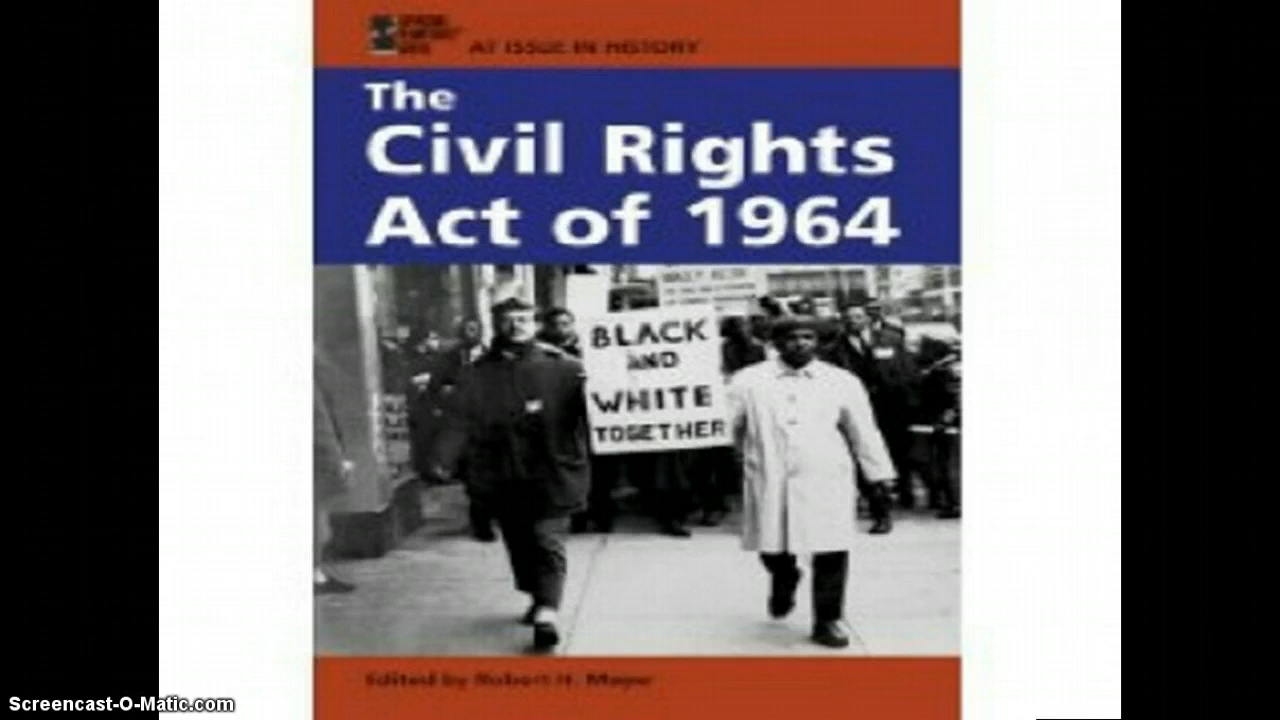 AT ISSUE IN HISTORY
The
Civil Rights
Act of 1964
BLACK
AND
WHITE
TOGETHER
Edited by Robert H. Mayer
Screencast-O-Matic.com